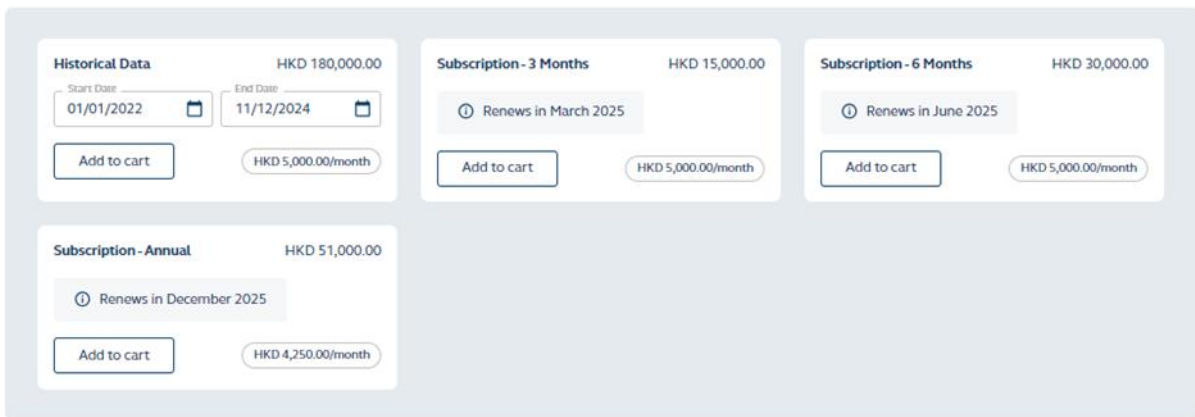 Historical Data HKD 180,000.00
Start Date End Date
01/01/2022 11/12/2024
Add to cart HKD 5,000.00/month
Subscription - 3 Months HKD 15,000.00
Renews in March 2025
Add to cart HKD 5,000.00/month
Subscription - 6 Months HKD 30,000.00
Renews in June 2025
Add to cart HKD 5,000.00/month
Subscription - Annual HKD 51,000.00
Renews in December 2025
Add to cart HKD 4,250.00/month